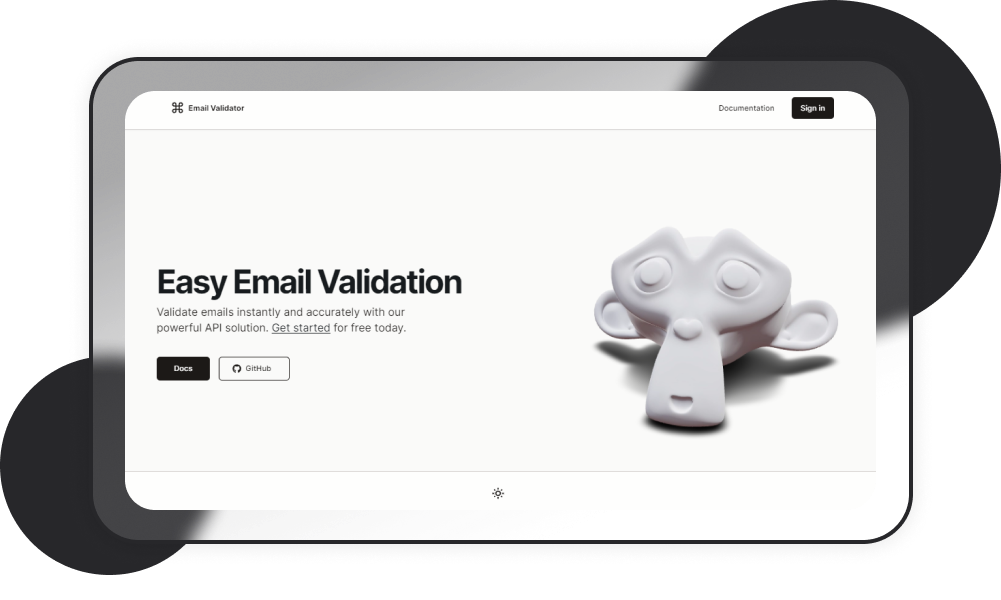 Email Validator
Documentation
Sign in
Easy Email Validation
Validate emails instantly and accurately with our
powerful API solution. Get started for free today.
Docs
GitHub